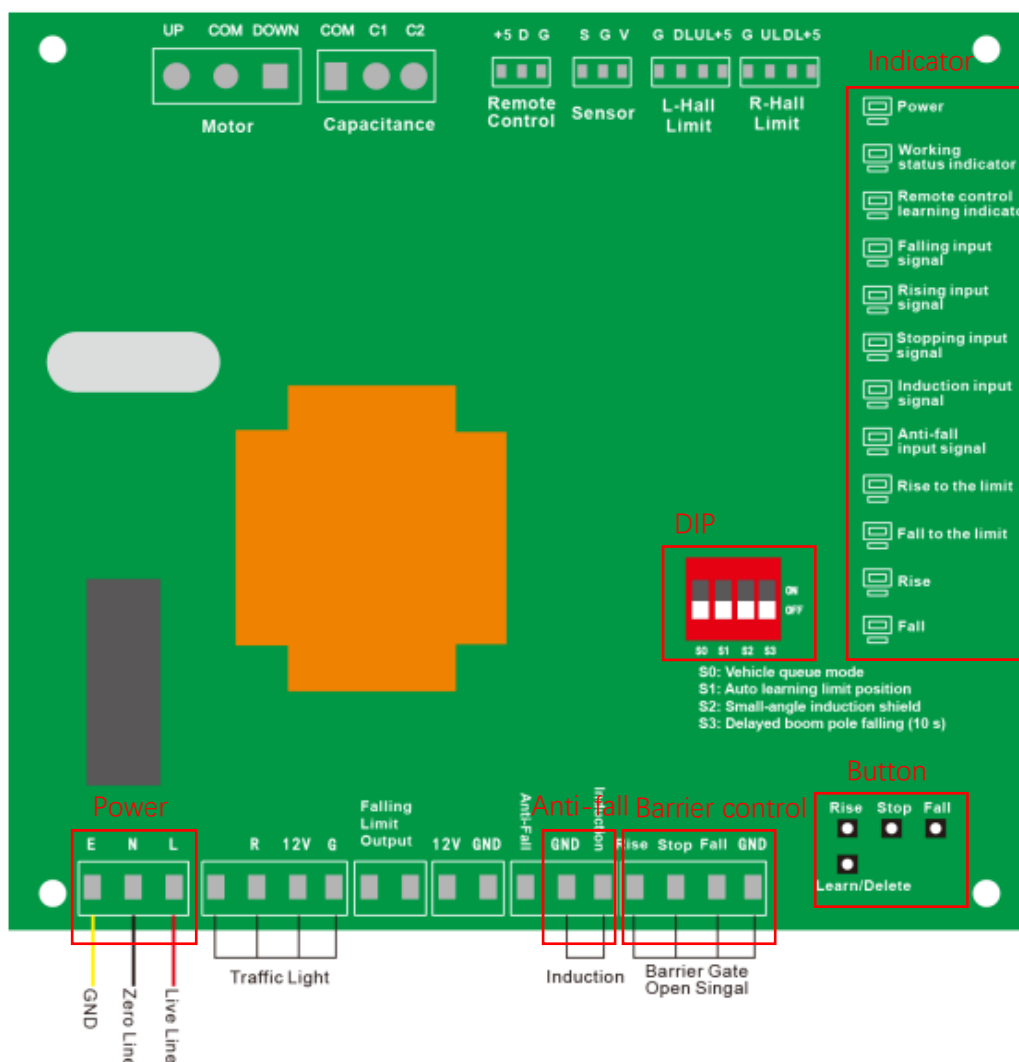 UP COM DOWN
Motor
COM C1 C2
Capacitance
+5 D G
Remote
Control
S G V
Sensor
G DLUL+5
L-Hall
Limit
G ULDL+5
R-Hall
Limit
Indicator
Power
Working
status indicator
Remote control
learning indicato
Falling input
signal
Rising input
signal
Stopping input
signal
Induction input
signal
Anti-fall
input signal
Rise to the limit
Fall to the limit
Rise
Fall
DIP
ON
OFF
S0 S1 S2 S3
S0: Vehicle queue mode
S1: Auto learning limit position
S2: Small-angle induction shield
S3: Delayed boom pole falling (10 s)
Button
Rise Stop Fall
Learn/Delete
Power
E N L
GND
Zero Line
Live Line
R 12V G
Traffic Light
Falling
Limit
Output
12V GND
Anti-Fall
Anti-fall
GND
Induction
Induction
Barrier control
Rise Stop Fall GND
Barrier Gate
Open Singal